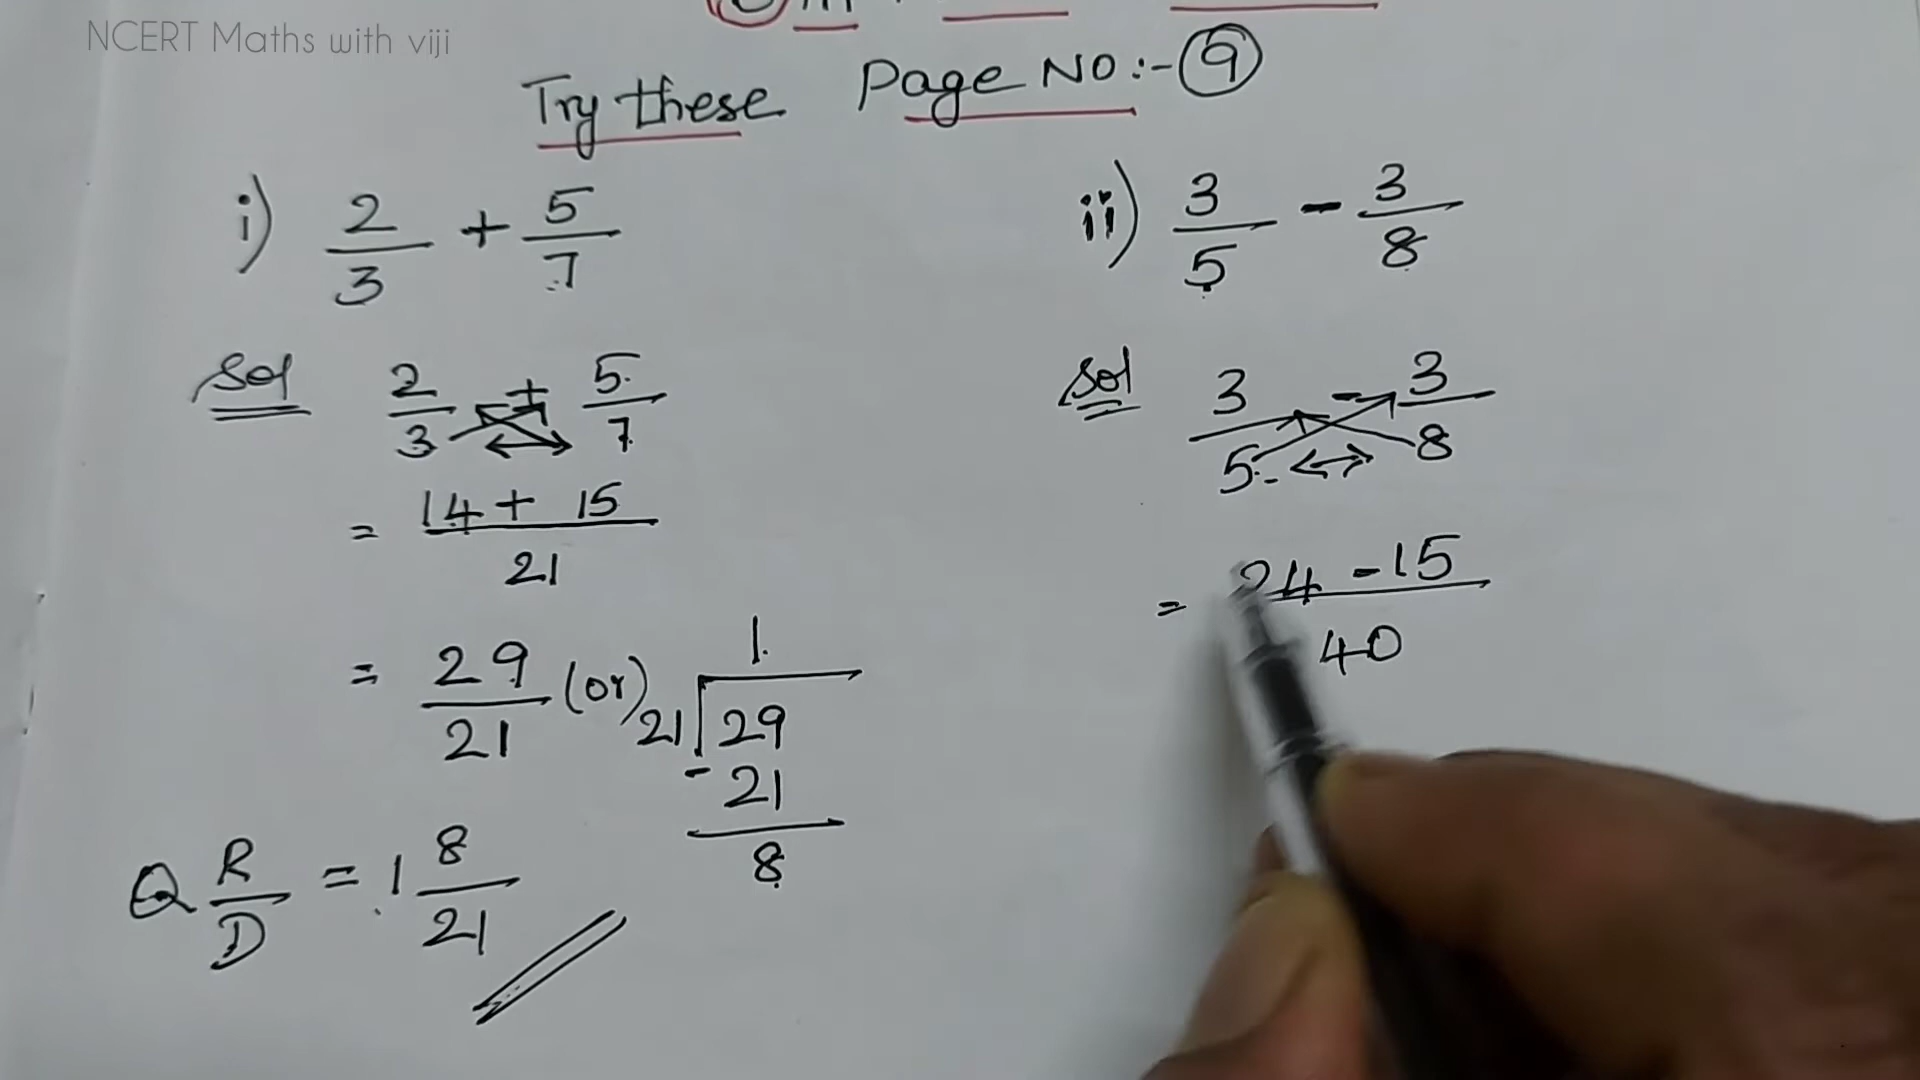 NCERT Maths with viji
Try these Page No:- 9
i) 2/3 + 5/7
Sol 2/3 + 5/7
= 14 + 15 / 21
= 29/21 (or) 21) 29
1
- 21
8
Q R/D = 1 8/21
ii) 3/5 - 3/8
Sol 3/5 - 3/8
= 24 - 15 / 40